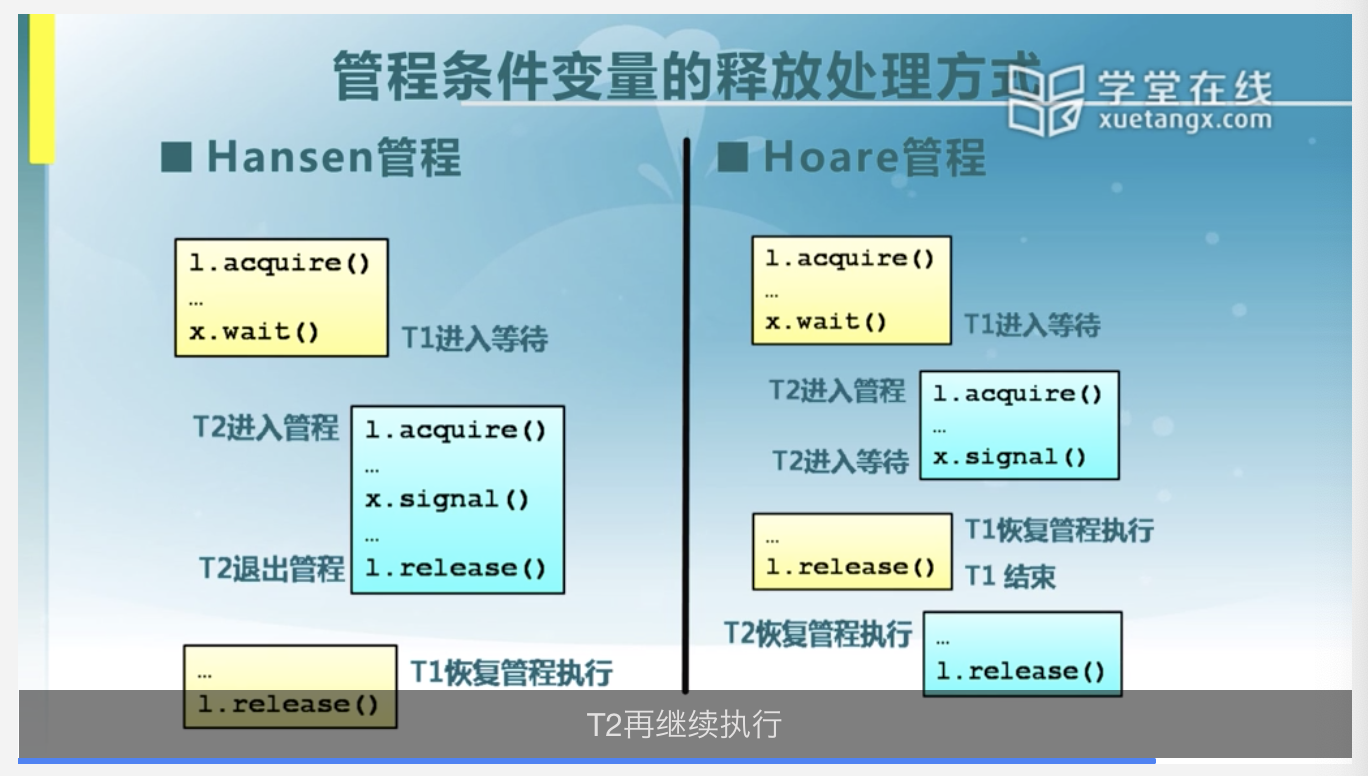 管程条件变量的释放处理方式
学堂在线
xuetangx.com
■ Hansen管程
l.acquire()
…
x.wait()
T1进入等待
T2进入管程
l.acquire()
…
x.signal()
…
T2退出管程
l.release()
…
T1恢复管程执行
l.release()
■ Hoare管程
l.acquire()
…
x.wait()
T1进入等待
T2进入管程
l.acquire()
…
T2进入等待
x.signal()
…
T1恢复管程执行
l.release()
T1 结束
T2恢复管程执行
…
l.release()
T2再继续执行